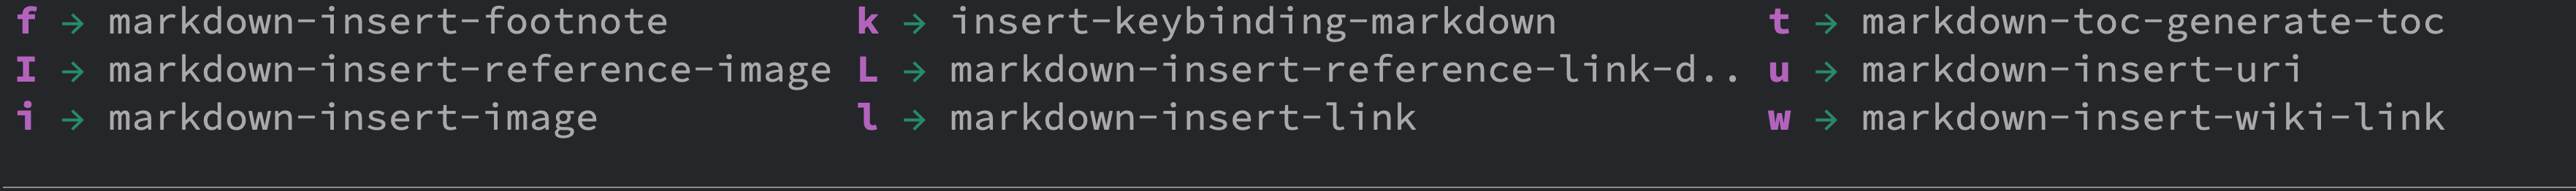 f → markdown-insert-footnote k → insert-keybinding-markdown t → markdown-toc-generate-toc
I → markdown-insert-reference-image L → markdown-insert-reference-link-d.. u → markdown-insert-uri
i → markdown-insert-image l → markdown-insert-link w → markdown-insert-wiki-link